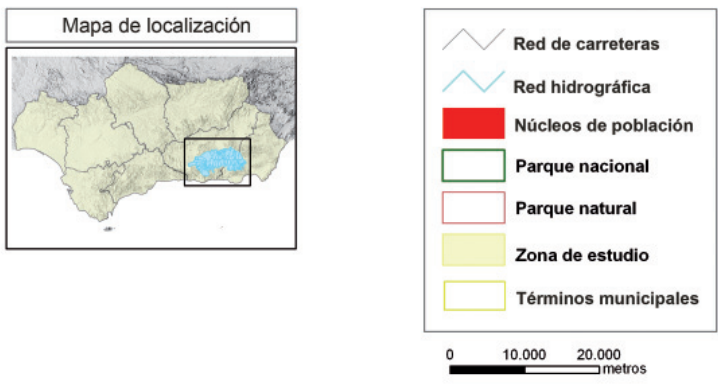 Mapa de localización
Red de carreteras
Red hidrográfica
Núcleos de población
Parque nacional
Parque natural
Zona de estudio
Términos municipales
0 10.000 20.000
metros